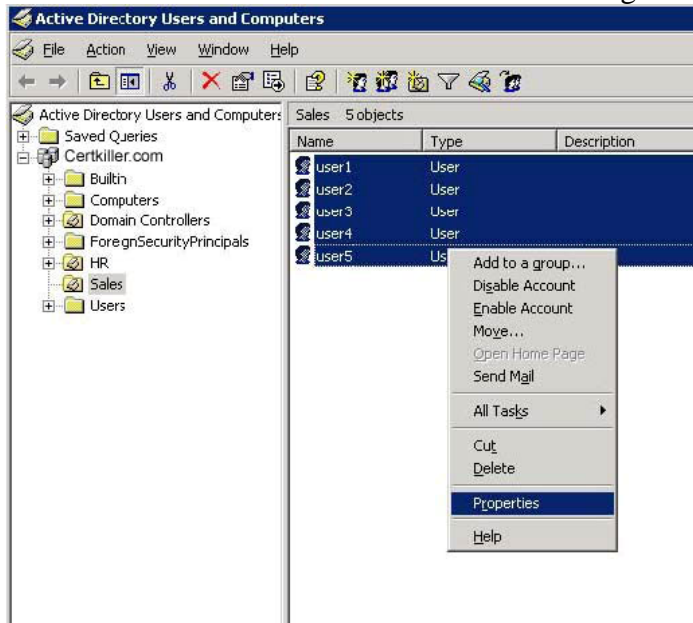 Active Directory Users and Computers
File Action View Window Help
Active Directory Users and Computers
Saved Queries
Certkiller.com
Builtin
Computers
Domain Controllers
ForeignSecurityPrincipals
HR
Sales
Users
Sales 5 objects
Name Type Description
user1 User
user2 User
user3 User
user4 User
user5 Us
Add to a group...
Disable Account
Enable Account
Move...
Open Home Page
Send Mail
All Tasks
Cut
Delete
Properties
Help